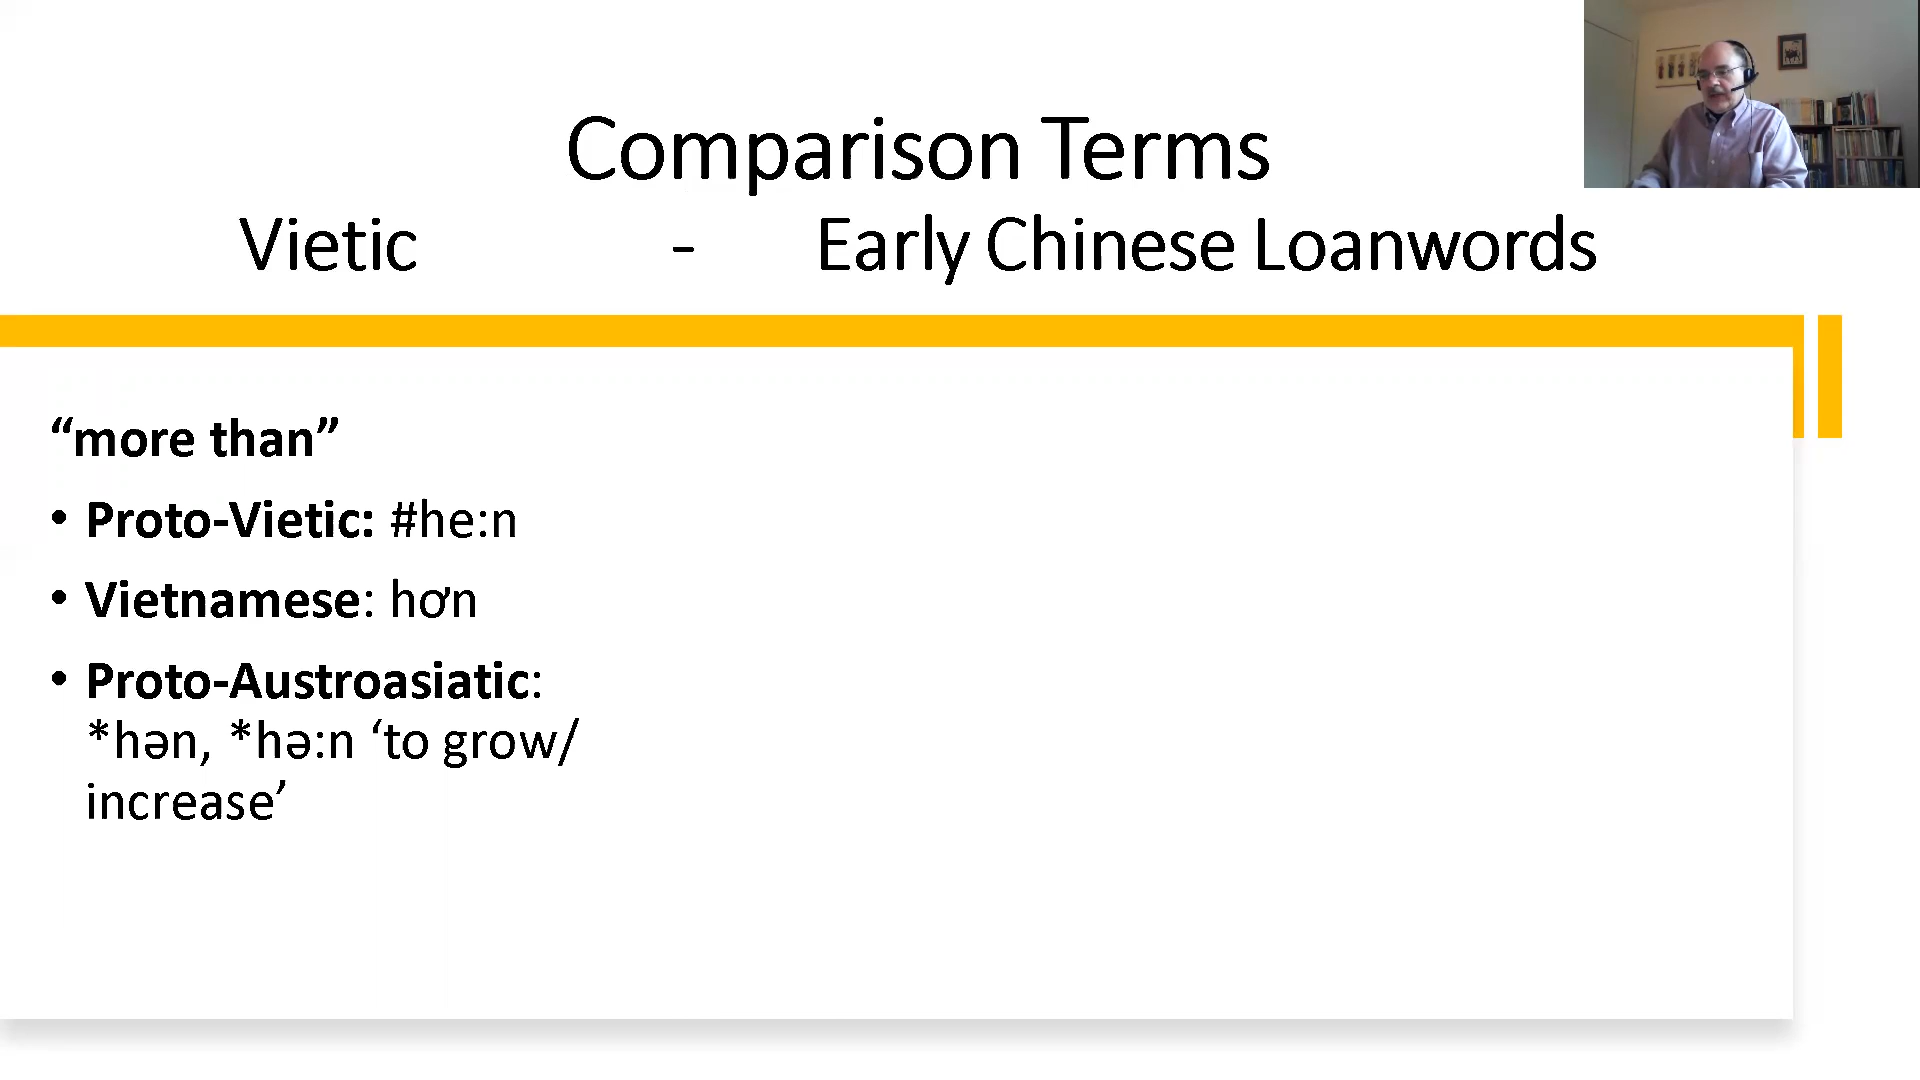 Comparison Terms
Vietic - Early Chinese Loanwords
“more than”
• Proto-Vietic: #he:n
• Vietnamese: hơn
• Proto-Austroasiatic:
*hən, *hə:n ‘to grow/
increase’